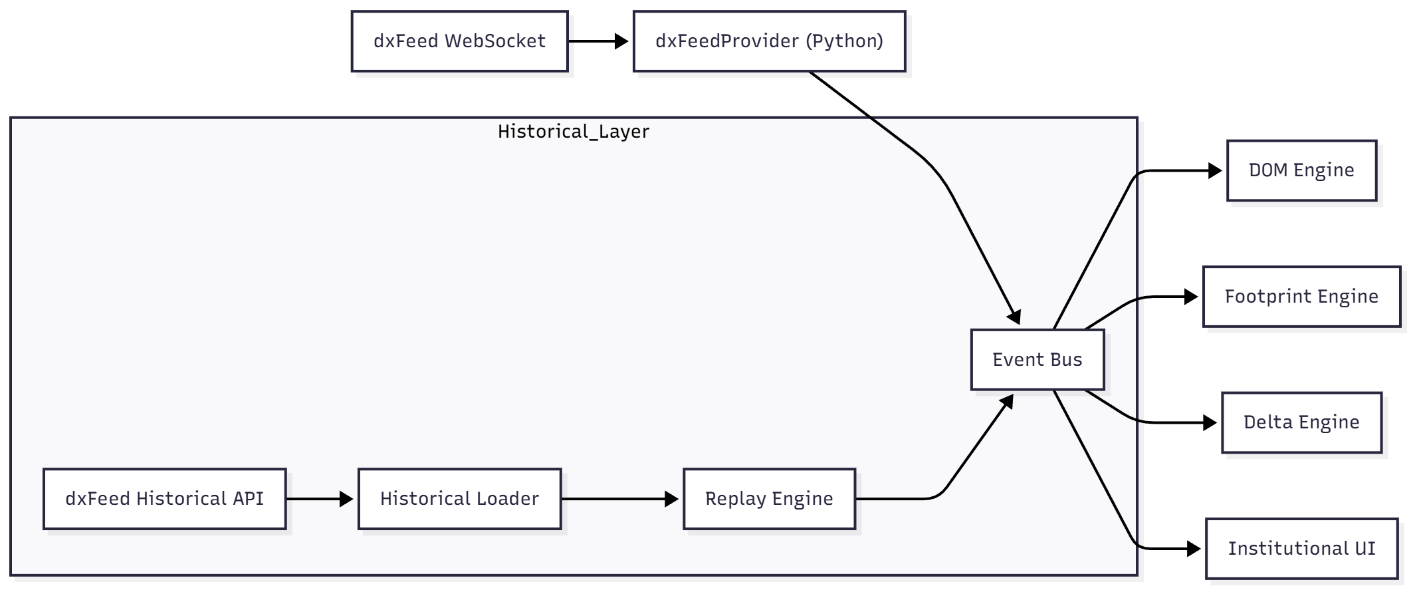 dxFeed WebSocket
dxFeedProvider (Python)
Historical_Layer
DOM Engine
Footprint Engine
Event Bus
Delta Engine
dxFeed Historical API
Historical Loader
Replay Engine
Institutional UI